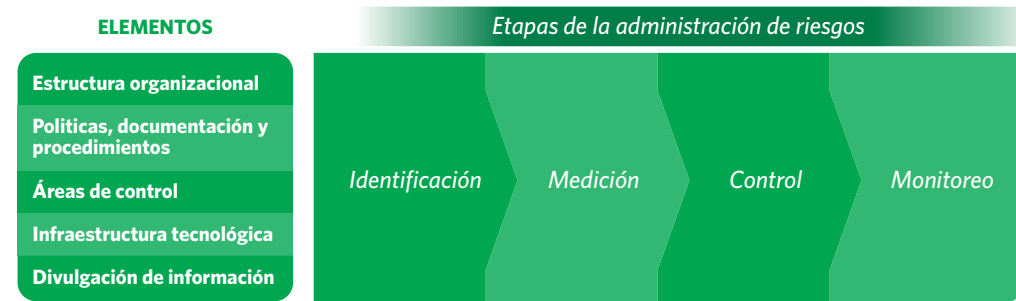 ELEMENTOS
Etapas de la administración de riesgos
Estructura organizacional
Politicas, documentación y
procedimientos
Áreas de control
Infraestructura tecnológica
Divulgación de información
Identificación
Medición
Control
Monitoreo